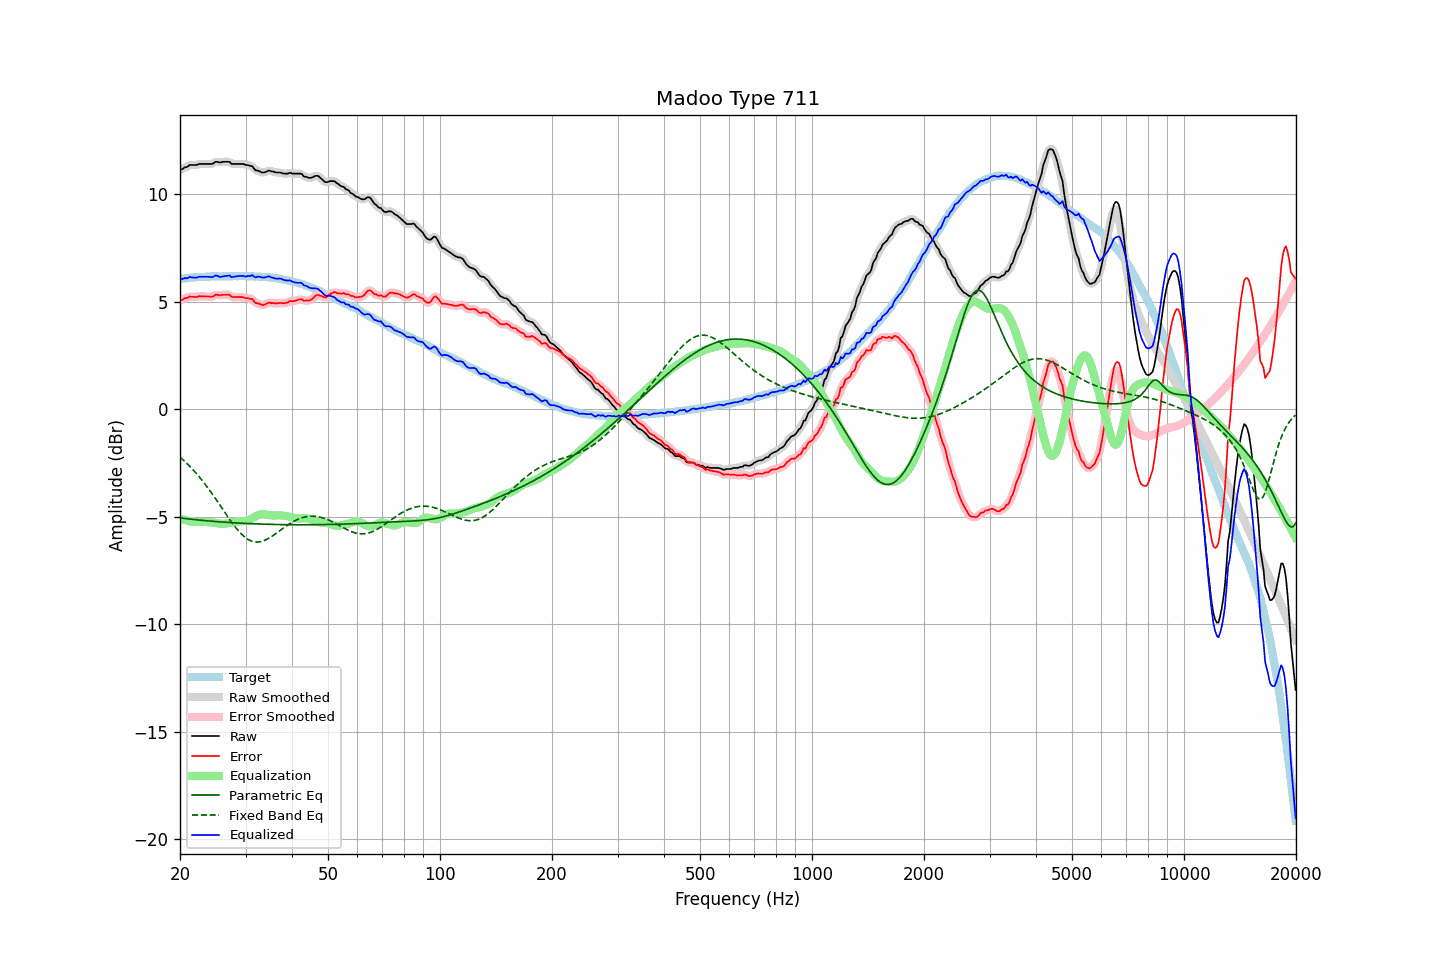 Madoo Type 711
Amplitude (dBr)
10
5
0
−5
−10
−15
−20
Target
Raw Smoothed
Error Smoothed
Raw
Error
Equalization
Parametric Eq
Fixed Band Eq
Equalized
20
50
100
200
500
1000
2000
5000
10000
20000
Frequency (Hz)